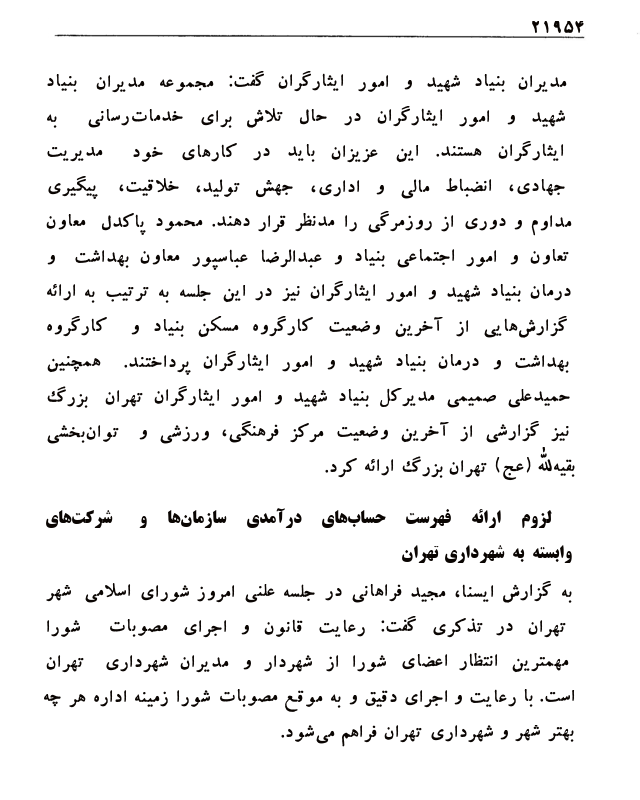 ۲۱۹۵۴
مدیران بنیاد شهید و امور ایثارگران گفت: مجموعه مدیران بنیاد
شهید و امور ایثارگران در حال تلاش برای خدمات‌رسانی به
ایثارگران هستند. این عزیزان باید در کارهای خود مدیریت
جهادی، انضباط مالی و اداری، جهش تولید، خلاقیت، پیگیری
مداوم و دوری از روزمرگی را مدنظر قرار دهند. محمود پاکدل معاون
تعاون و امور اجتماعی بنیاد و عبدالرضا عباسپور معاون بهداشت و
درمان بنیاد شهید و امور ایثارگران نیز در این جلسه به ترتیب به ارائه
گزارش‌هایی از آخرین وضعیت کارگروه مسکن بنیاد و کارگروه
بهداشت و درمان بنیاد شهید و امور ایثارگران پرداختند. همچنین
حمیدعلی صمیمی مدیرکل بنیاد شهید و امور ایثارگران تهران بزرگ
نیز گزارشی از آخرین وضعیت مرکز فرهنگی، ورزشی و توان‌بخشی
بقیه‌الله (عج) تهران بزرگ ارائه کرد.
لزوم ارائه فهرست حساب‌های درآمدی سازمان‌ها و شرکت‌های
وابسته به شهرداری تهران
به گزارش ایسنا، مجید فراهانی در جلسه علنی امروز شورای اسلامی شهر
تهران در تذکری گفت: رعایت قانون و اجرای مصوبات شورا
مهمترین انتظار اعضای شورا از شهردار و مدیران شهرداری تهران
است. با رعایت و اجرای دقیق و به موقع مصوبات شورا زمینه اداره هر چه
بهتر شهر و شهرداری تهران فراهم می‌شود.